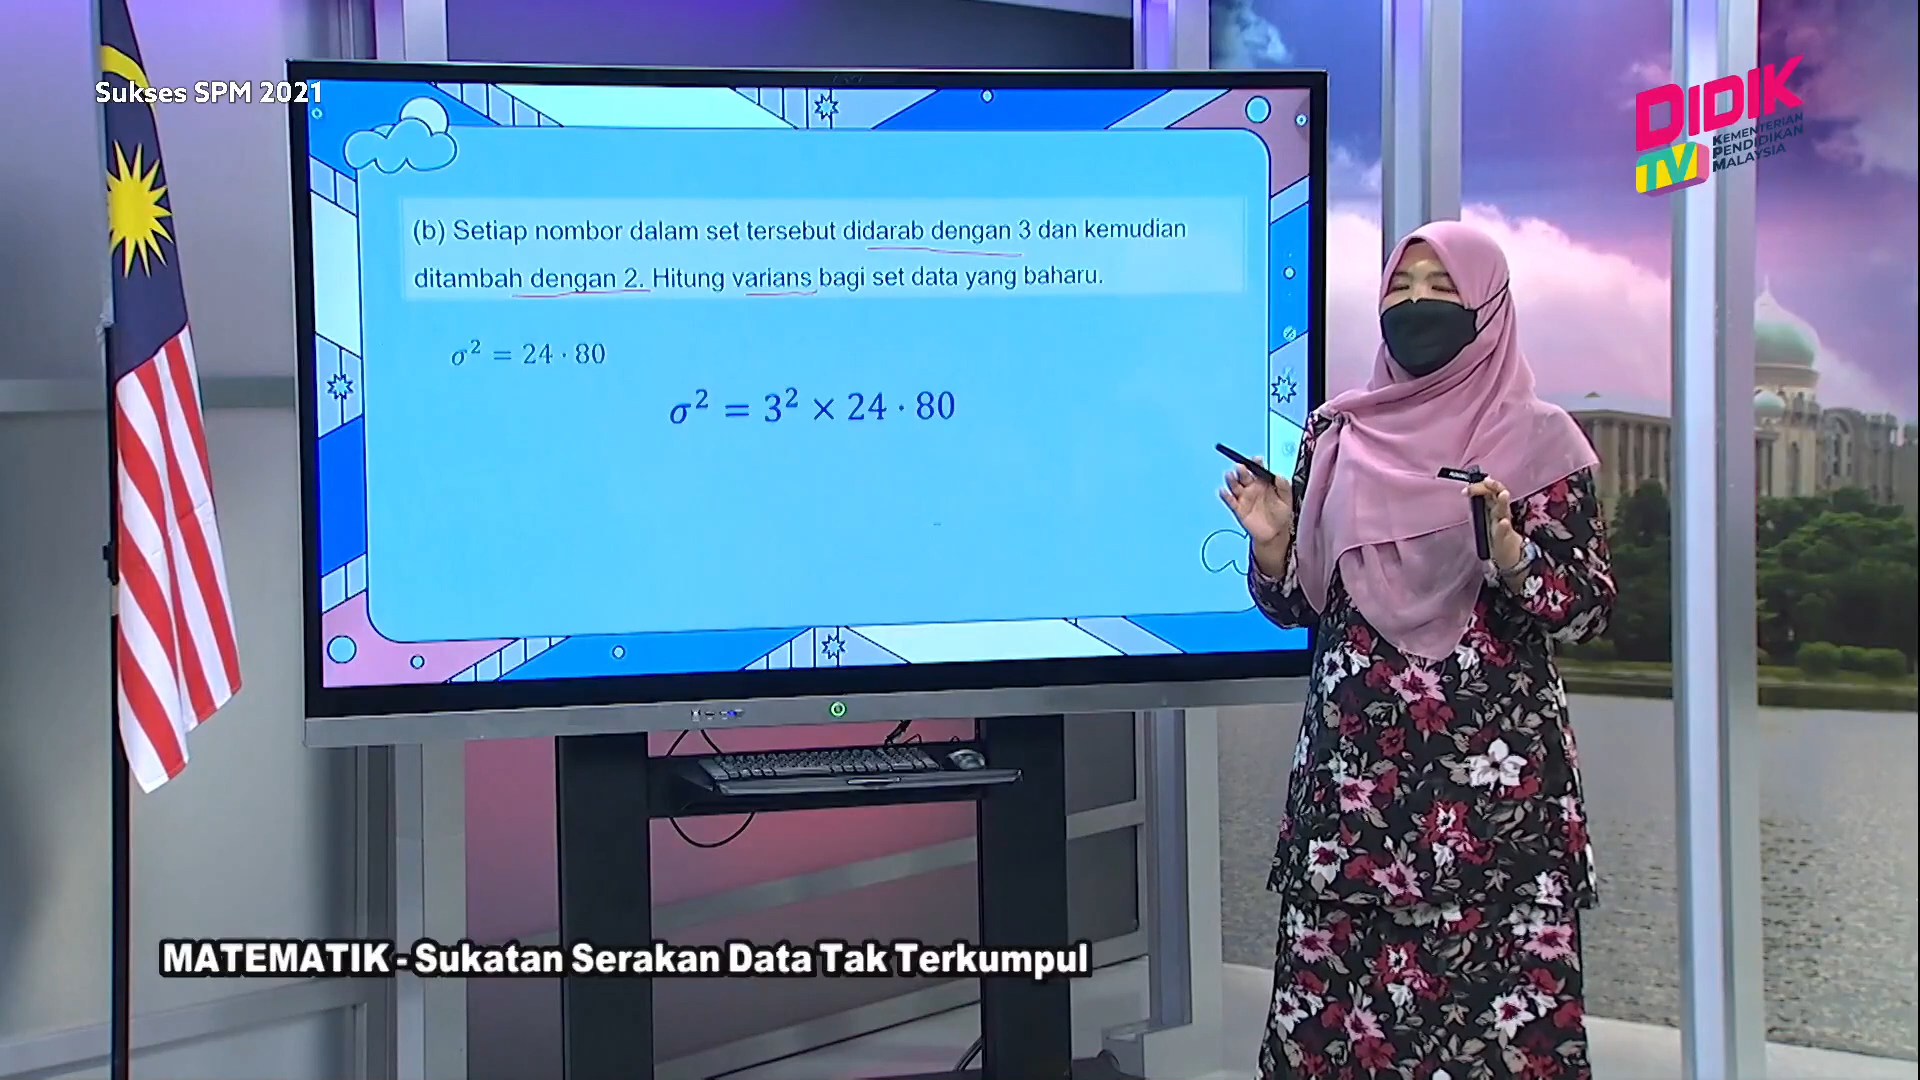 Sukses SPM 2021
DIDIK
TV
KEMENTERIAN
PENDIDIKAN
MALAYSIA
(b) Setiap nombor dalam set tersebut didarab dengan 3 dan kemudian
ditambah dengan 2. Hitung varians bagi set data yang baharu.
σ² = 24 · 80
σ² = 3² × 24 · 80
MATEMATIK - Sukatan Serakan Data Tak Terkumpul